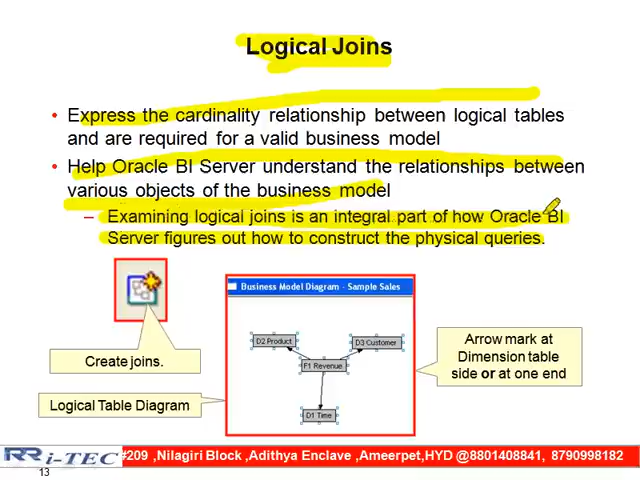 Logical Joins
• Express the cardinality relationship between logical tables
and are required for a valid business model
• Help Oracle BI Server understand the relationships between
various objects of the business model
– Examining logical joins is an integral part of how Oracle BI
Server figures out how to construct the physical queries.
Business Model Diagram - Sample Sales
D2 Product
D3 Customer
F1 Revenue
D1 Time
Create joins.
Logical Table Diagram
Arrow mark at
Dimension table
side or at one end
RR i-TEC
#209 ,Nilagiri Block ,Adithya Enclave ,Ameerpet,HYD @8801408841, 8790998182
13